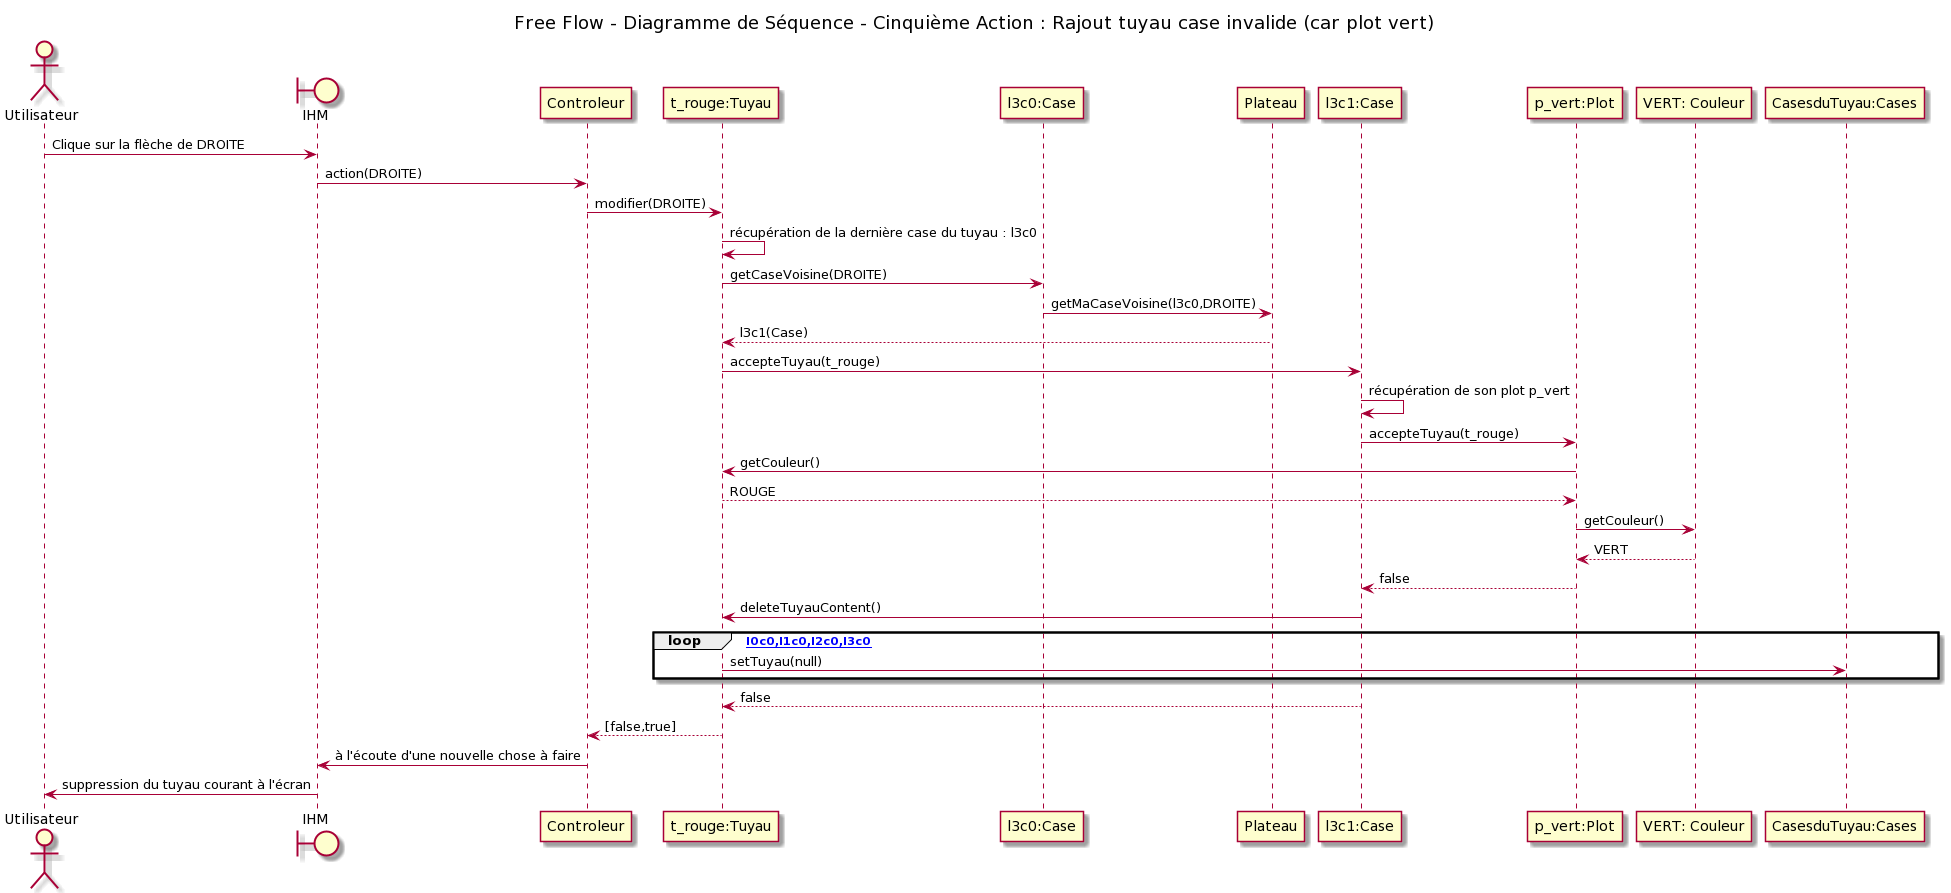 Free Flow - Diagramme de Séquence - Cinquième Action : Rajout tuyau case invalide (car plot vert)
Utilisateur
IHM
Controleur
t_rouge:Tuyau
l3c0:Case
Plateau
l3c1:Case
p_vert:Plot
VERT: Couleur
CasesduTuyau:Cases
Clique sur la flèche de DROITE
action(DROITE)
modifier(DROITE)
récupération de la dernière case du tuyau : l3c0
getCaseVoisine(DROITE)
getMaCaseVoisine(l3c0,DROITE)
l3c1(Case)
accepteTuyau(t_rouge)
récupération de son plot p_vert
accepteTuyau(t_rouge)
getCouleur()
ROUGE
getCouleur()
VERT
false
deleteTuyauContent()
loop
l0c0,l1c0,l2c0,l3c0
setTuyau(null)
false
[false,true]
à l'écoute d'une nouvelle chose à faire
suppression du tuyau courant à l'écran
Utilisateur
IHM
Controleur
t_rouge:Tuyau
l3c0:Case
Plateau
l3c1:Case
p_vert:Plot
VERT: Couleur
CasesduTuyau:Cases